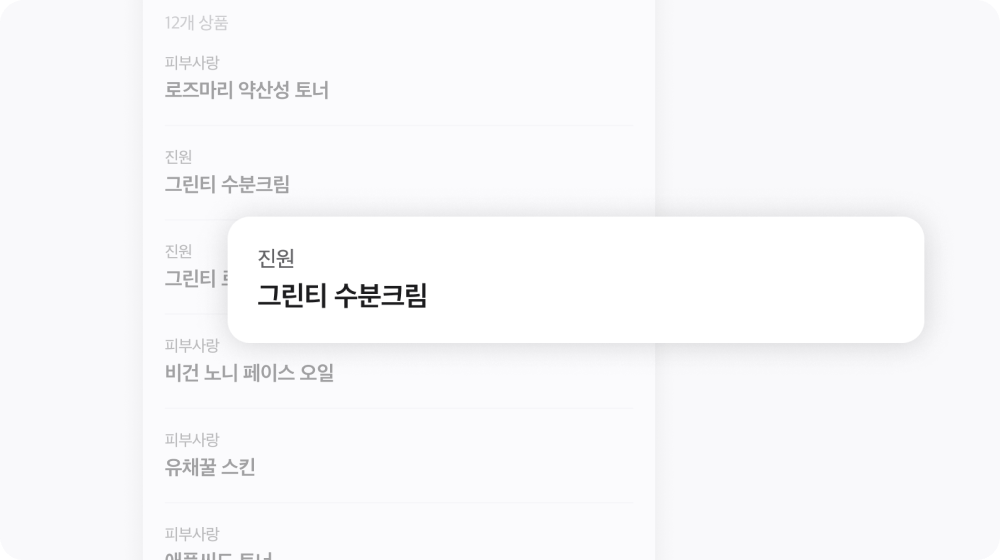 12개 상품
피부사랑
로즈마리 약산성 토너
진원
그린티 수분크림
진원
그린티
진원
그린티 수분크림
피부사랑
비건 노니 페이스 오일
피부사랑
유채꿀 스킨
피부사랑